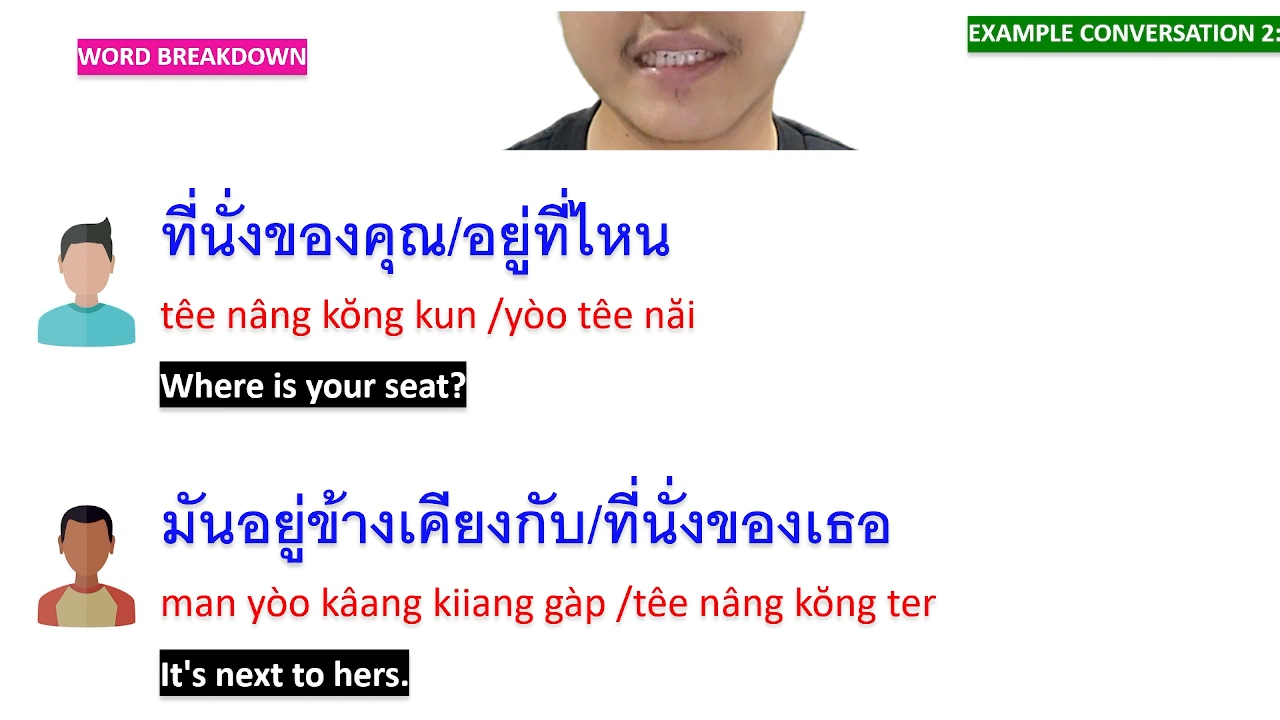 WORD BREAKDOWN
EXAMPLE CONVERSATION 2:
ที่นั่งของคุณ/อยู่ที่ไหน
têe nâng kŏng kun /yòo têe năi
Where is your seat?
มันอยู่ข้างเคียงกับ/ที่นั่งของเธอ
man yòo kâang kiiang gàp /têe nâng kŏng ter
It's next to hers.